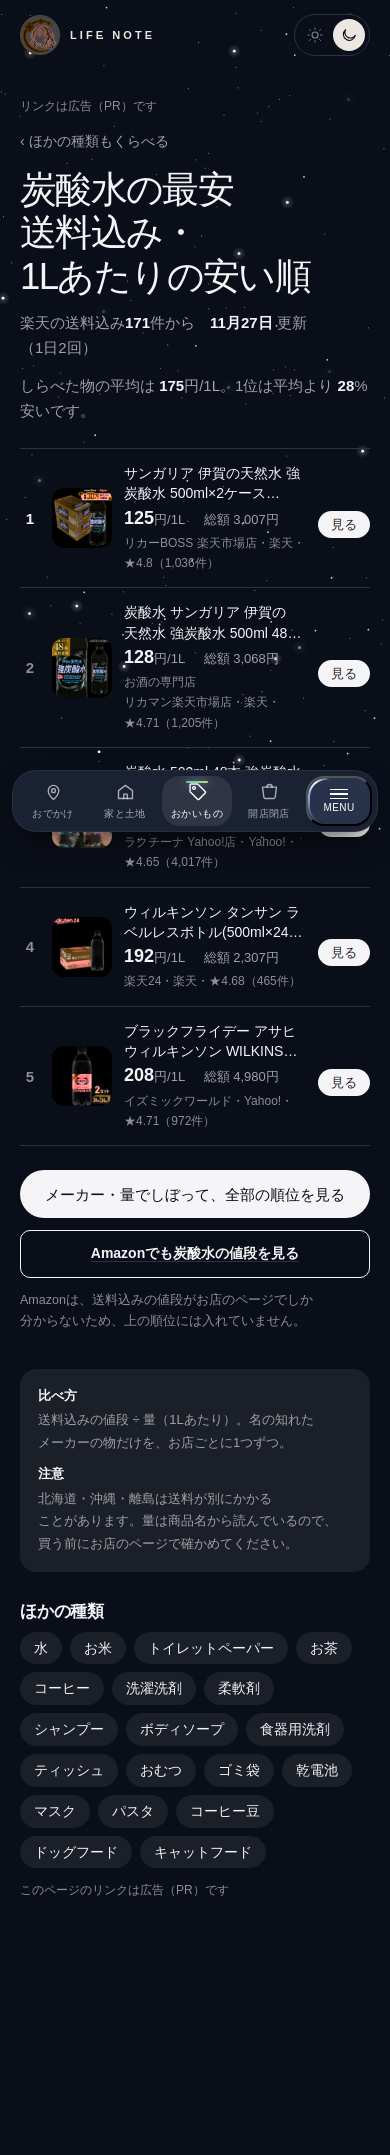 LIFE NOTE
リンクは広告（PR）です
‹ ほかの種類もくらべる
炭酸水の最安
送料込み・
1Lあたりの安い順
楽天の送料込み171件から　11月27日 更新
（1日2回）
しらべた物の平均は 175円/1L。1位は平均より 28%
安いです。
サンガリア 伊賀の天然水 強
炭酸水 500ml×2ケース…
1
125円/1L 総額 3,007円
見る
リカーBOSS 楽天市場店・楽天・
★4.8（1,036件）
炭酸水 サンガリア 伊賀の
天然水 強炭酸水 500ml 48…
2
128円/1L 総額 3,068円
見る
お酒の専門店
リカマン楽天市場店・楽天・
★4.71（1,205件）
おでかけ
家と土地
おかいもの
開店閉店
MENU
ラクチーナ Yahoo!店・Yahoo!・
★4.65（4,017件）
ウィルキンソン タンサン ラ
ベルレスボトル(500ml×24…
4
192円/1L 総額 2,307円
見る
楽天24・楽天・★4.68（465件）
ブラックフライデー アサヒ
ウィルキンソン WILKINS…
5
208円/1L 総額 4,980円
見る
イズミックワールド・Yahoo!・
★4.71（972件）
メーカー・量でしぼって、全部の順位を見る
Amazonでも炭酸水の値段を見る
Amazonは、送料込みの値段がお店のページでしか
分からないため、上の順位には入れていません。
比べ方
送料込みの値段 ÷ 量（1Lあたり）。名の知れた
メーカーの物だけを、お店ごとに1つずつ。
注意
北海道・沖縄・離島は送料が別にかかる
ことがあります。量は商品名から読んでいるので、
買う前にお店のページで確かめてください。
ほかの種類
水 お米 トイレットペーパー お茶
コーヒー 洗濯洗剤 柔軟剤
シャンプー ボディソープ 食器用洗剤
ティッシュ おむつ ゴミ袋 乾電池
マスク パスタ コーヒー豆
ドッグフード キャットフード
このページのリンクは広告（PR）です